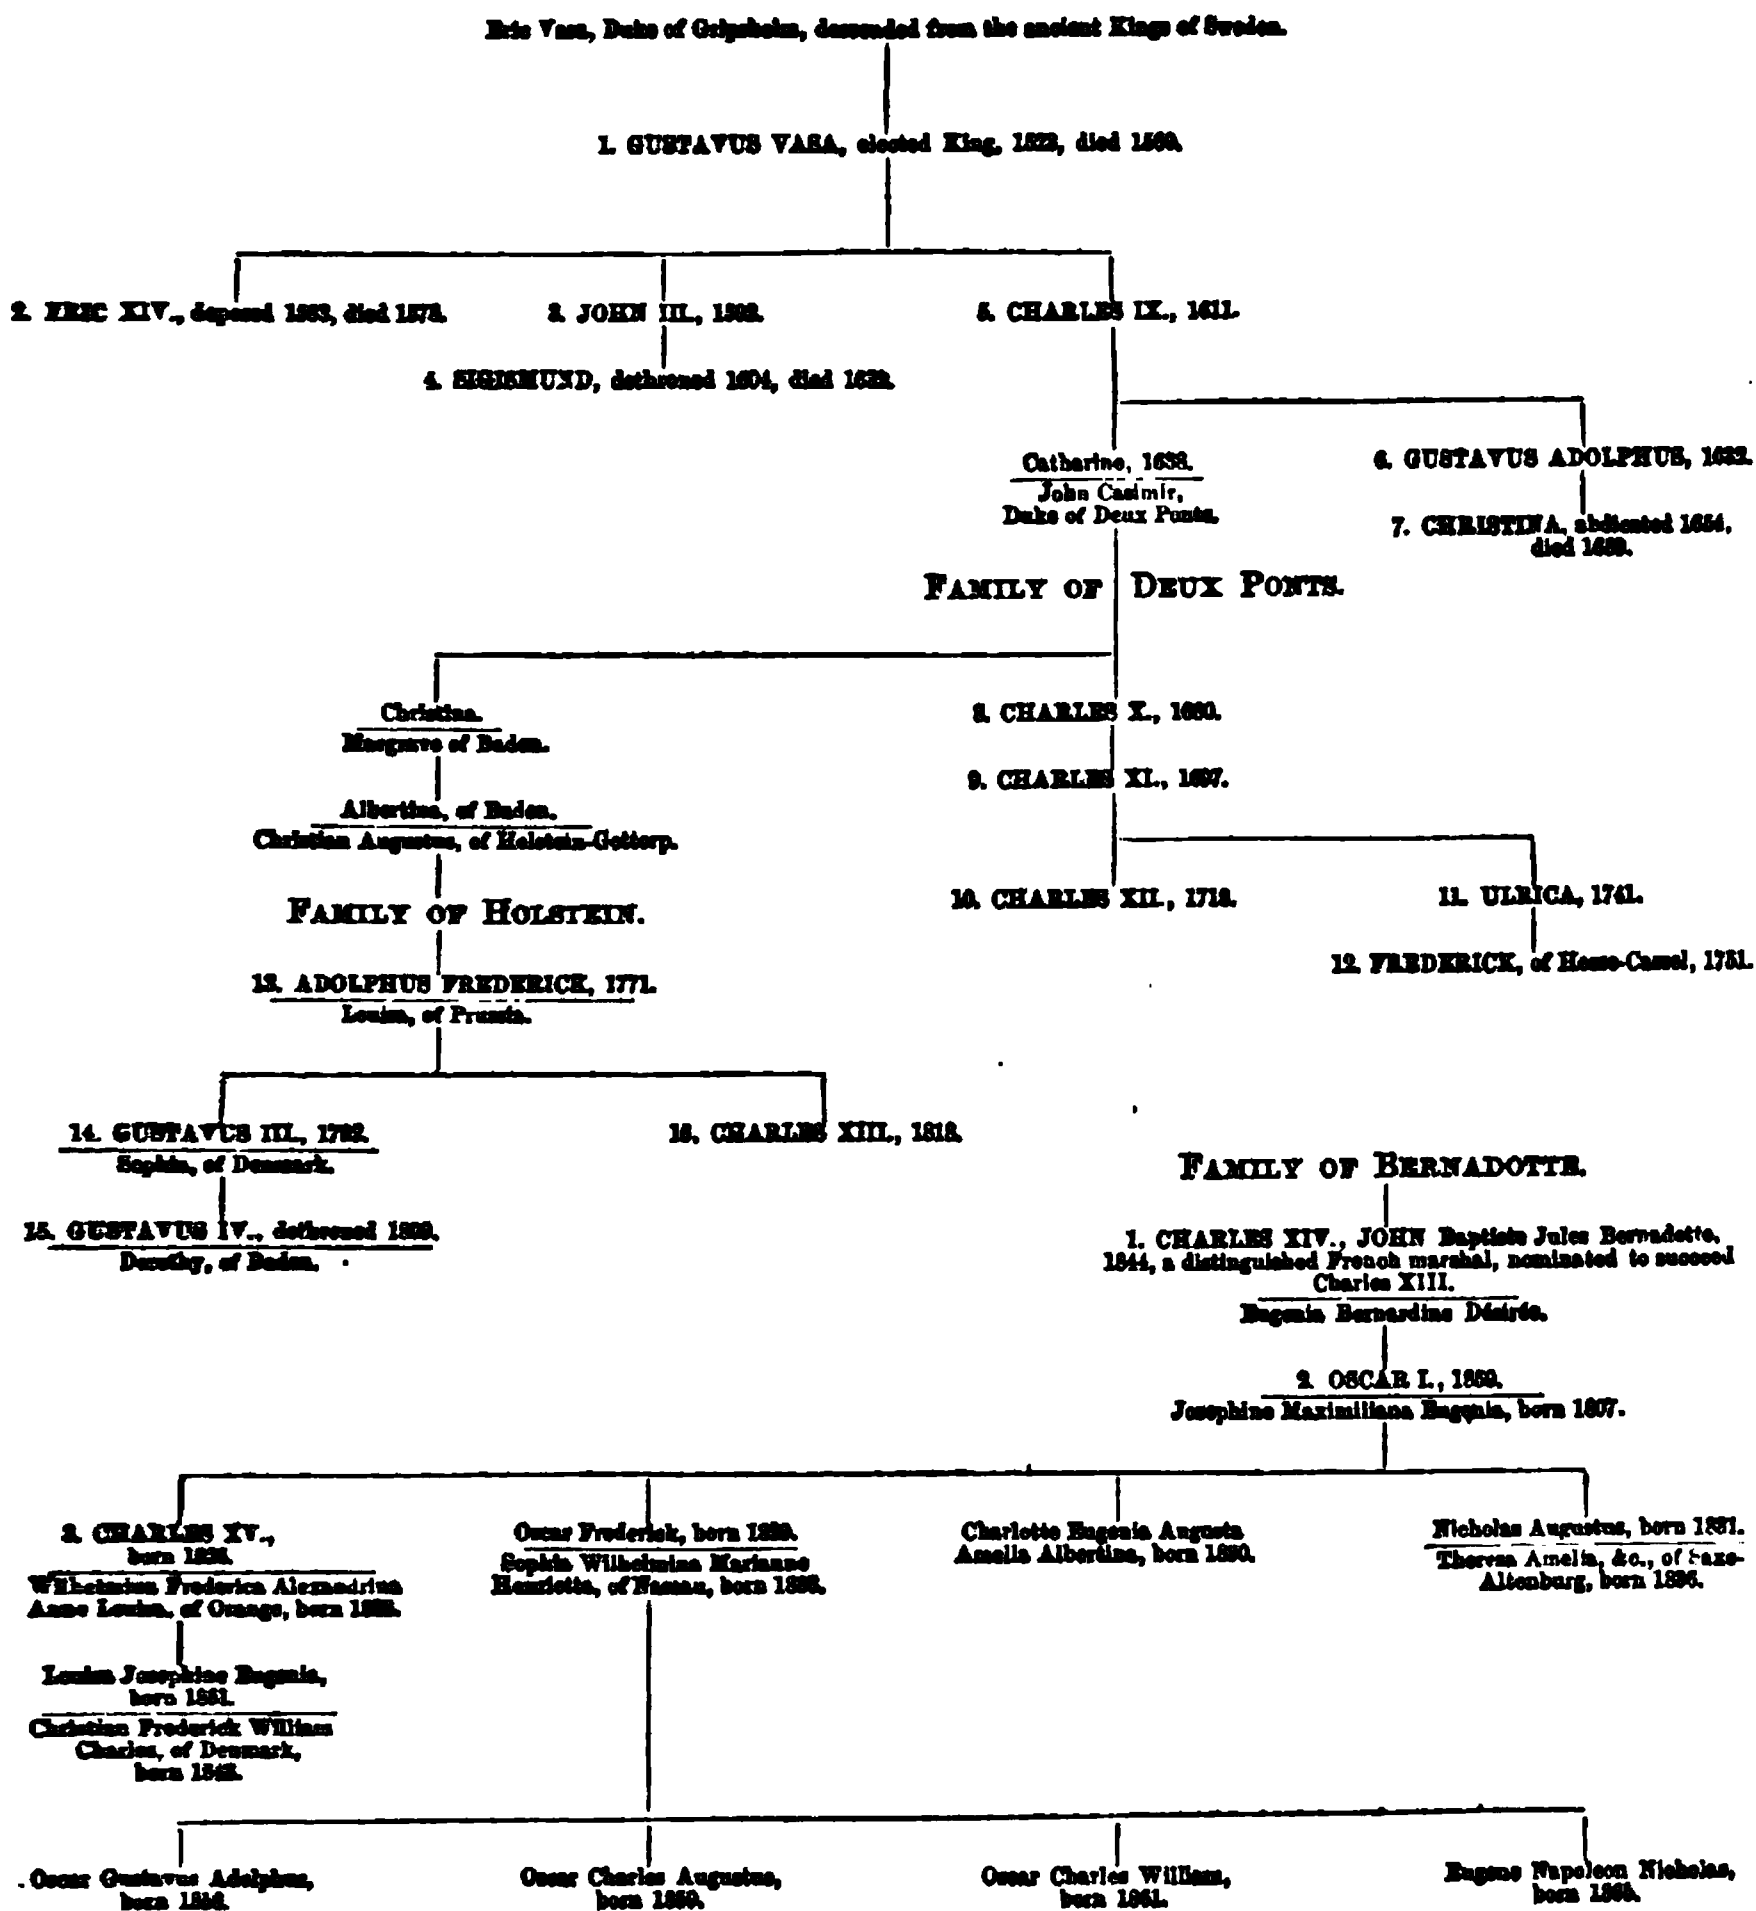 Eric Vasa, Duke of Gripsholm, descended from the ancient Kings of Sweden.
1. GUSTAVUS VASA, elected King, 1523, died 1560.
2. ERIC XIV., deposed died
3. JOHN III., 1592.
5. CHARLES IX., 1611.
4. SIGISMUND, dethroned 1604, died 1632.
Catharine, 1638.
John Casimir,
Duke of Deux Ponts.
6. GUSTAVUS ADOLPHUS, 1632.
7. CHRISTINA, abdicated 1654,
died
FAMILY OF DEUX PONTS.
Christina.
Margrave of Baden.
8. CHARLES X., 1660.
9. CHARLES XI., 1697.
Albertina, of Baden.
Christian Augustus, of Holstein-Gottorp.
10. CHARLES XII., 1718.
11. ULRICA, 1741.
FAMILY OF HOLSTEIN.
12. FREDERICK, of Hesse-Cassel, 1751.
13. ADOLPHUS FREDERICK, 1771.
Louisa, of Prussia.
14. GUSTAVUS III., 1792.
Sophia, of Denmark.
16. CHARLES XIII., 1818.
15. GUSTAVUS IV., dethroned 1809.
Dorothy, of Baden.
FAMILY OF BERNADOTTE.
1. CHARLES XIV., JOHN Baptiste Jules Bernadotte,
1844, a distinguished French marshal, nominated to succeed
Charles XIII.
Eugenia Bernardine Désirée.
2. OSCAR I., 1859.
Josephine Maximiliana Eugenia, born 1807.
3. CHARLES XV.,
born 1826.
Wilhelmina Frederica Alexandrina
Anne Louisa, of Orange, born 1828.
Oscar Frederick, born 1829.
Sophia Wilhelmina Marianne
Henrietta, of Nassau, born 1836.
Charlotte Eugenia Augusta
Amelia Albertina, born 1830.
Nicholas Augustus, born 1831.
Theresa Amelia, &c., of Saxe-
Altenburg, born 1836.
Louisa Josephine Eugenia,
born 1851.
Christian Frederick William
Charles, of Denmark,
born 1843.
Oscar Gustavus Adolphus,
born 1858.
Oscar Charles Augustus,
born 1859.
Oscar Charles William,
born 1861.
Eugene Napoleon Nicholas,
born 1865.